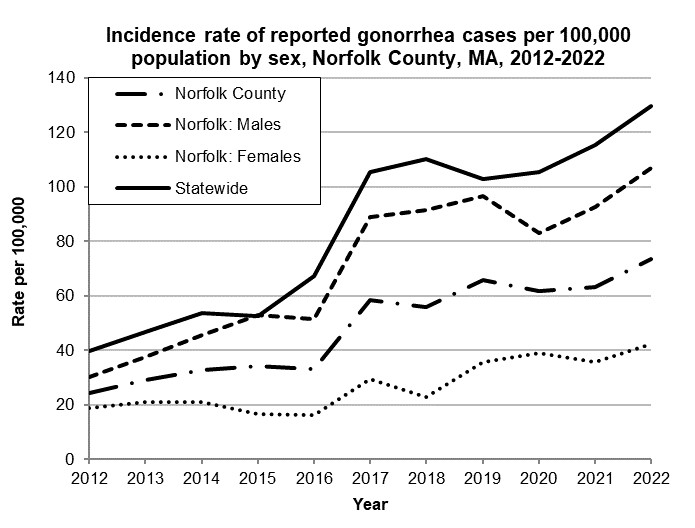 Incidence rate of reported gonorrhea cases per 100,000
population by sex, Norfolk County, MA, 2012-2022
140
120
100
80
60
40
20
0
Rate per 100,000
Norfolk County
Norfolk: Males
Norfolk: Females
Statewide
2012 2013 2014 2015 2016 2017 2018 2019 2020 2021 2022
Year